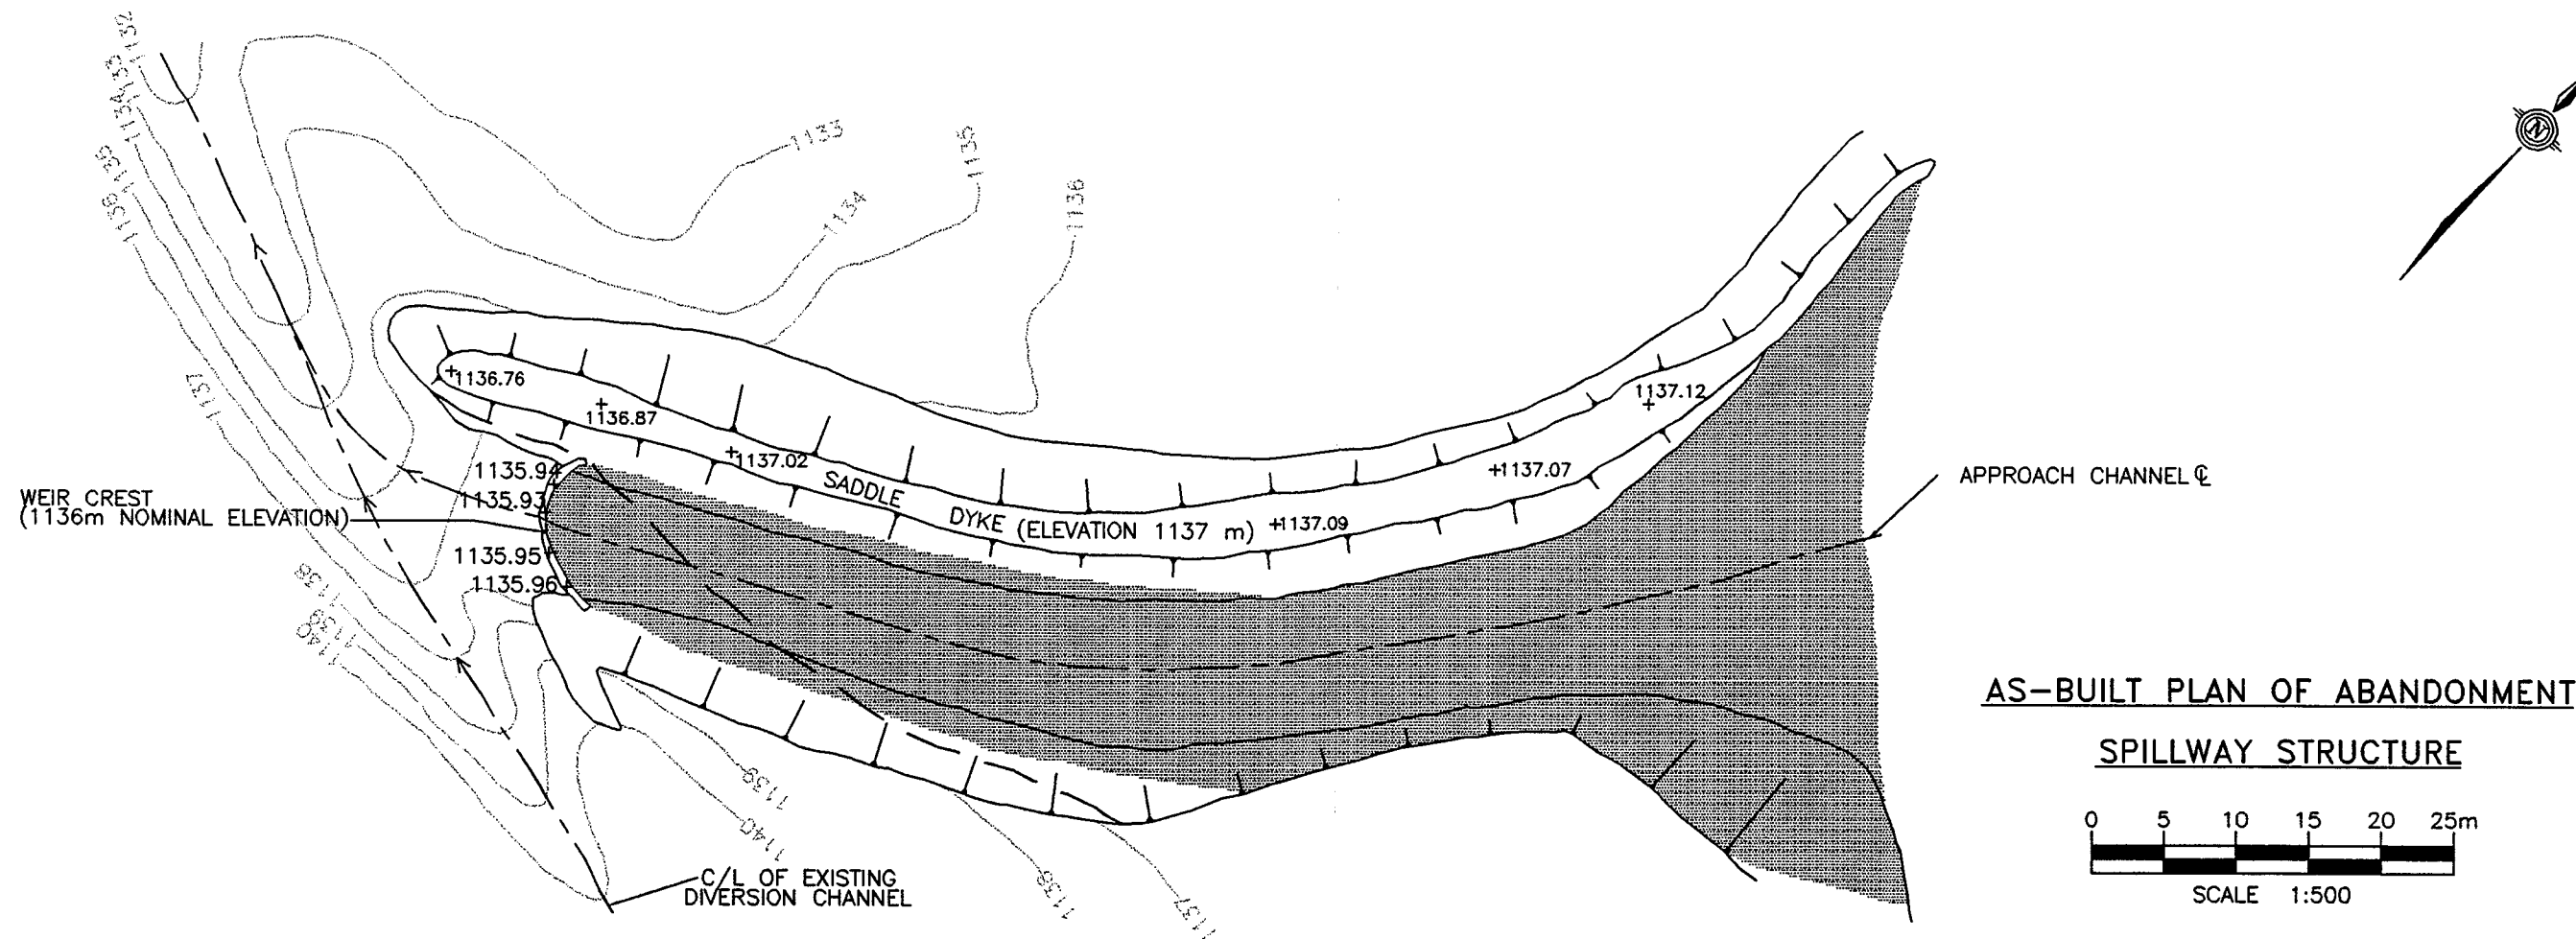 1132
1133
1134
1135
1136
1133
1134
1135
1136
1137
1136.76
1136.87
1137.02
SADDLE DYKE (ELEVATION 1137 m)
1137.09
1137.07
1137.12
1135.94
1135.93
1135.95
1135.96
WEIR CREST
(1136m NOMINAL ELEVATION)
APPROACH CHANNEL ℄
1138
1139
1140
1139
1140
1138
1137
C/L OF EXISTING
DIVERSION CHANNEL
N
AS-BUILT PLAN OF ABANDONMENT
SPILLWAY STRUCTURE
0 5 10 15 20 25m
SCALE 1:500